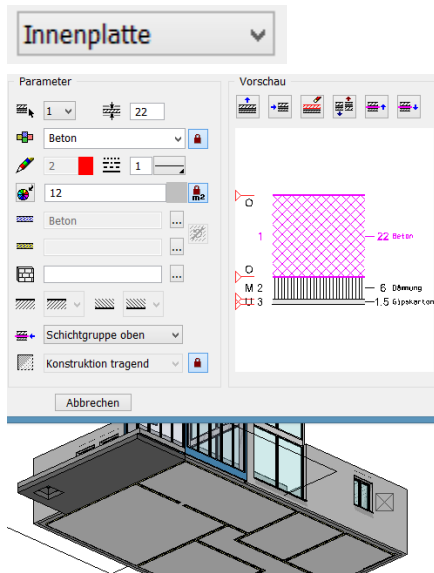 Innenplatte
Parameter
Vorschau
1 22
Beton
2 1
12 m2
Beton ...
...
...
Schichtgruppe oben
Konstruktion tragend
Abbrechen
O
1 22 Beton
O
M 2 6 Dämmung
U 3 1.5 Gipskarton